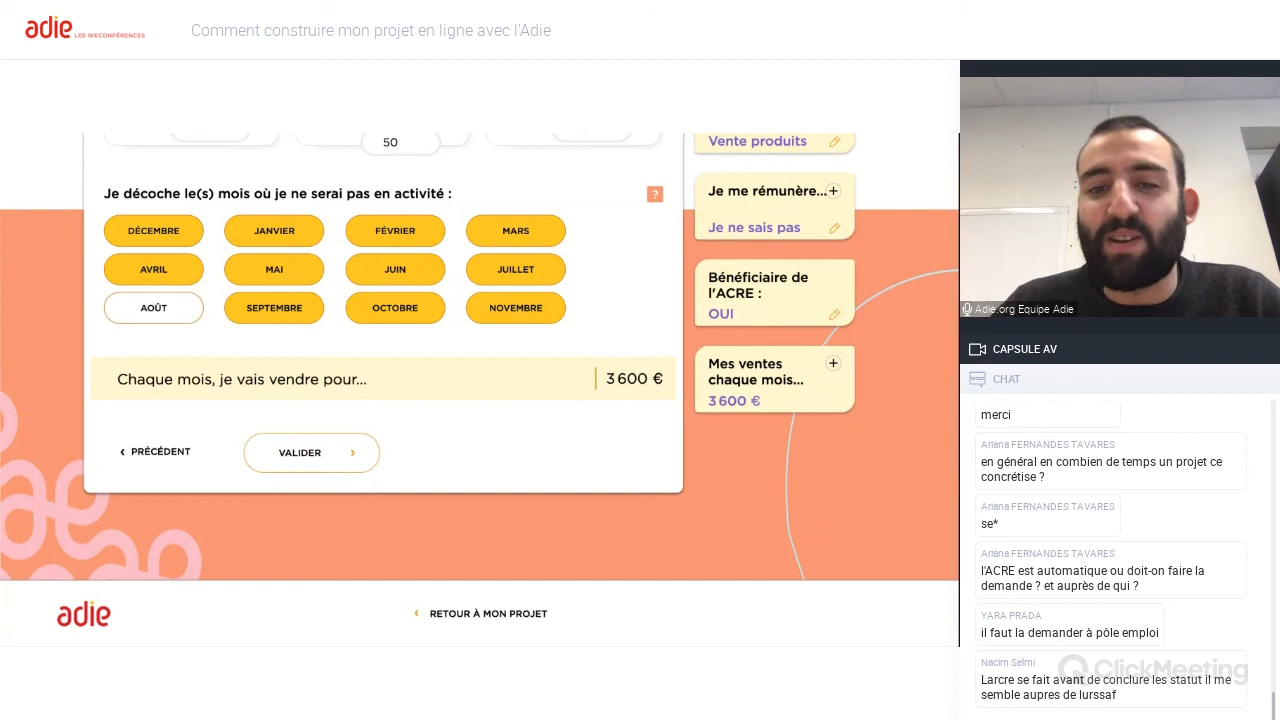 adie LES WECONFÉRENCES
Comment construire mon projet en ligne avec l'Adie
50
Je décoche le(s) mois où je ne serai pas en activité :
?
DÉCEMBRE
JANVIER
FÉVRIER
MARS
AVRIL
MAI
JUIN
JUILLET
AOÛT
SEPTEMBRE
OCTOBRE
NOVEMBRE
Chaque mois, je vais vendre pour...
3 600 €
‹ PRÉCÉDENT
VALIDER ›
Vente produits
Je me rémunère... +
Je ne sais pas
Bénéficiaire de
l'ACRE :
OUI
Mes ventes +
chaque mois...
3 600 €
adie
‹ RETOUR À MON PROJET
Adie.org Equipe Adie
CAPSULE AV
CHAT
merci
Ariana FERNANDES TAVARES
en général en combien de temps un projet ce
concrétise ?
Ariana FERNANDES TAVARES
se*
Ariana FERNANDES TAVARES
l'ACRE est automatique ou doit-on faire la
demande ? et auprès de qui ?
YARA PRADA
il faut la demander à pôle emploi
Nacim Selmi
Larcre se fait avant de conclure les statut il me
semble aupres de lurssaf
ClickMeeting